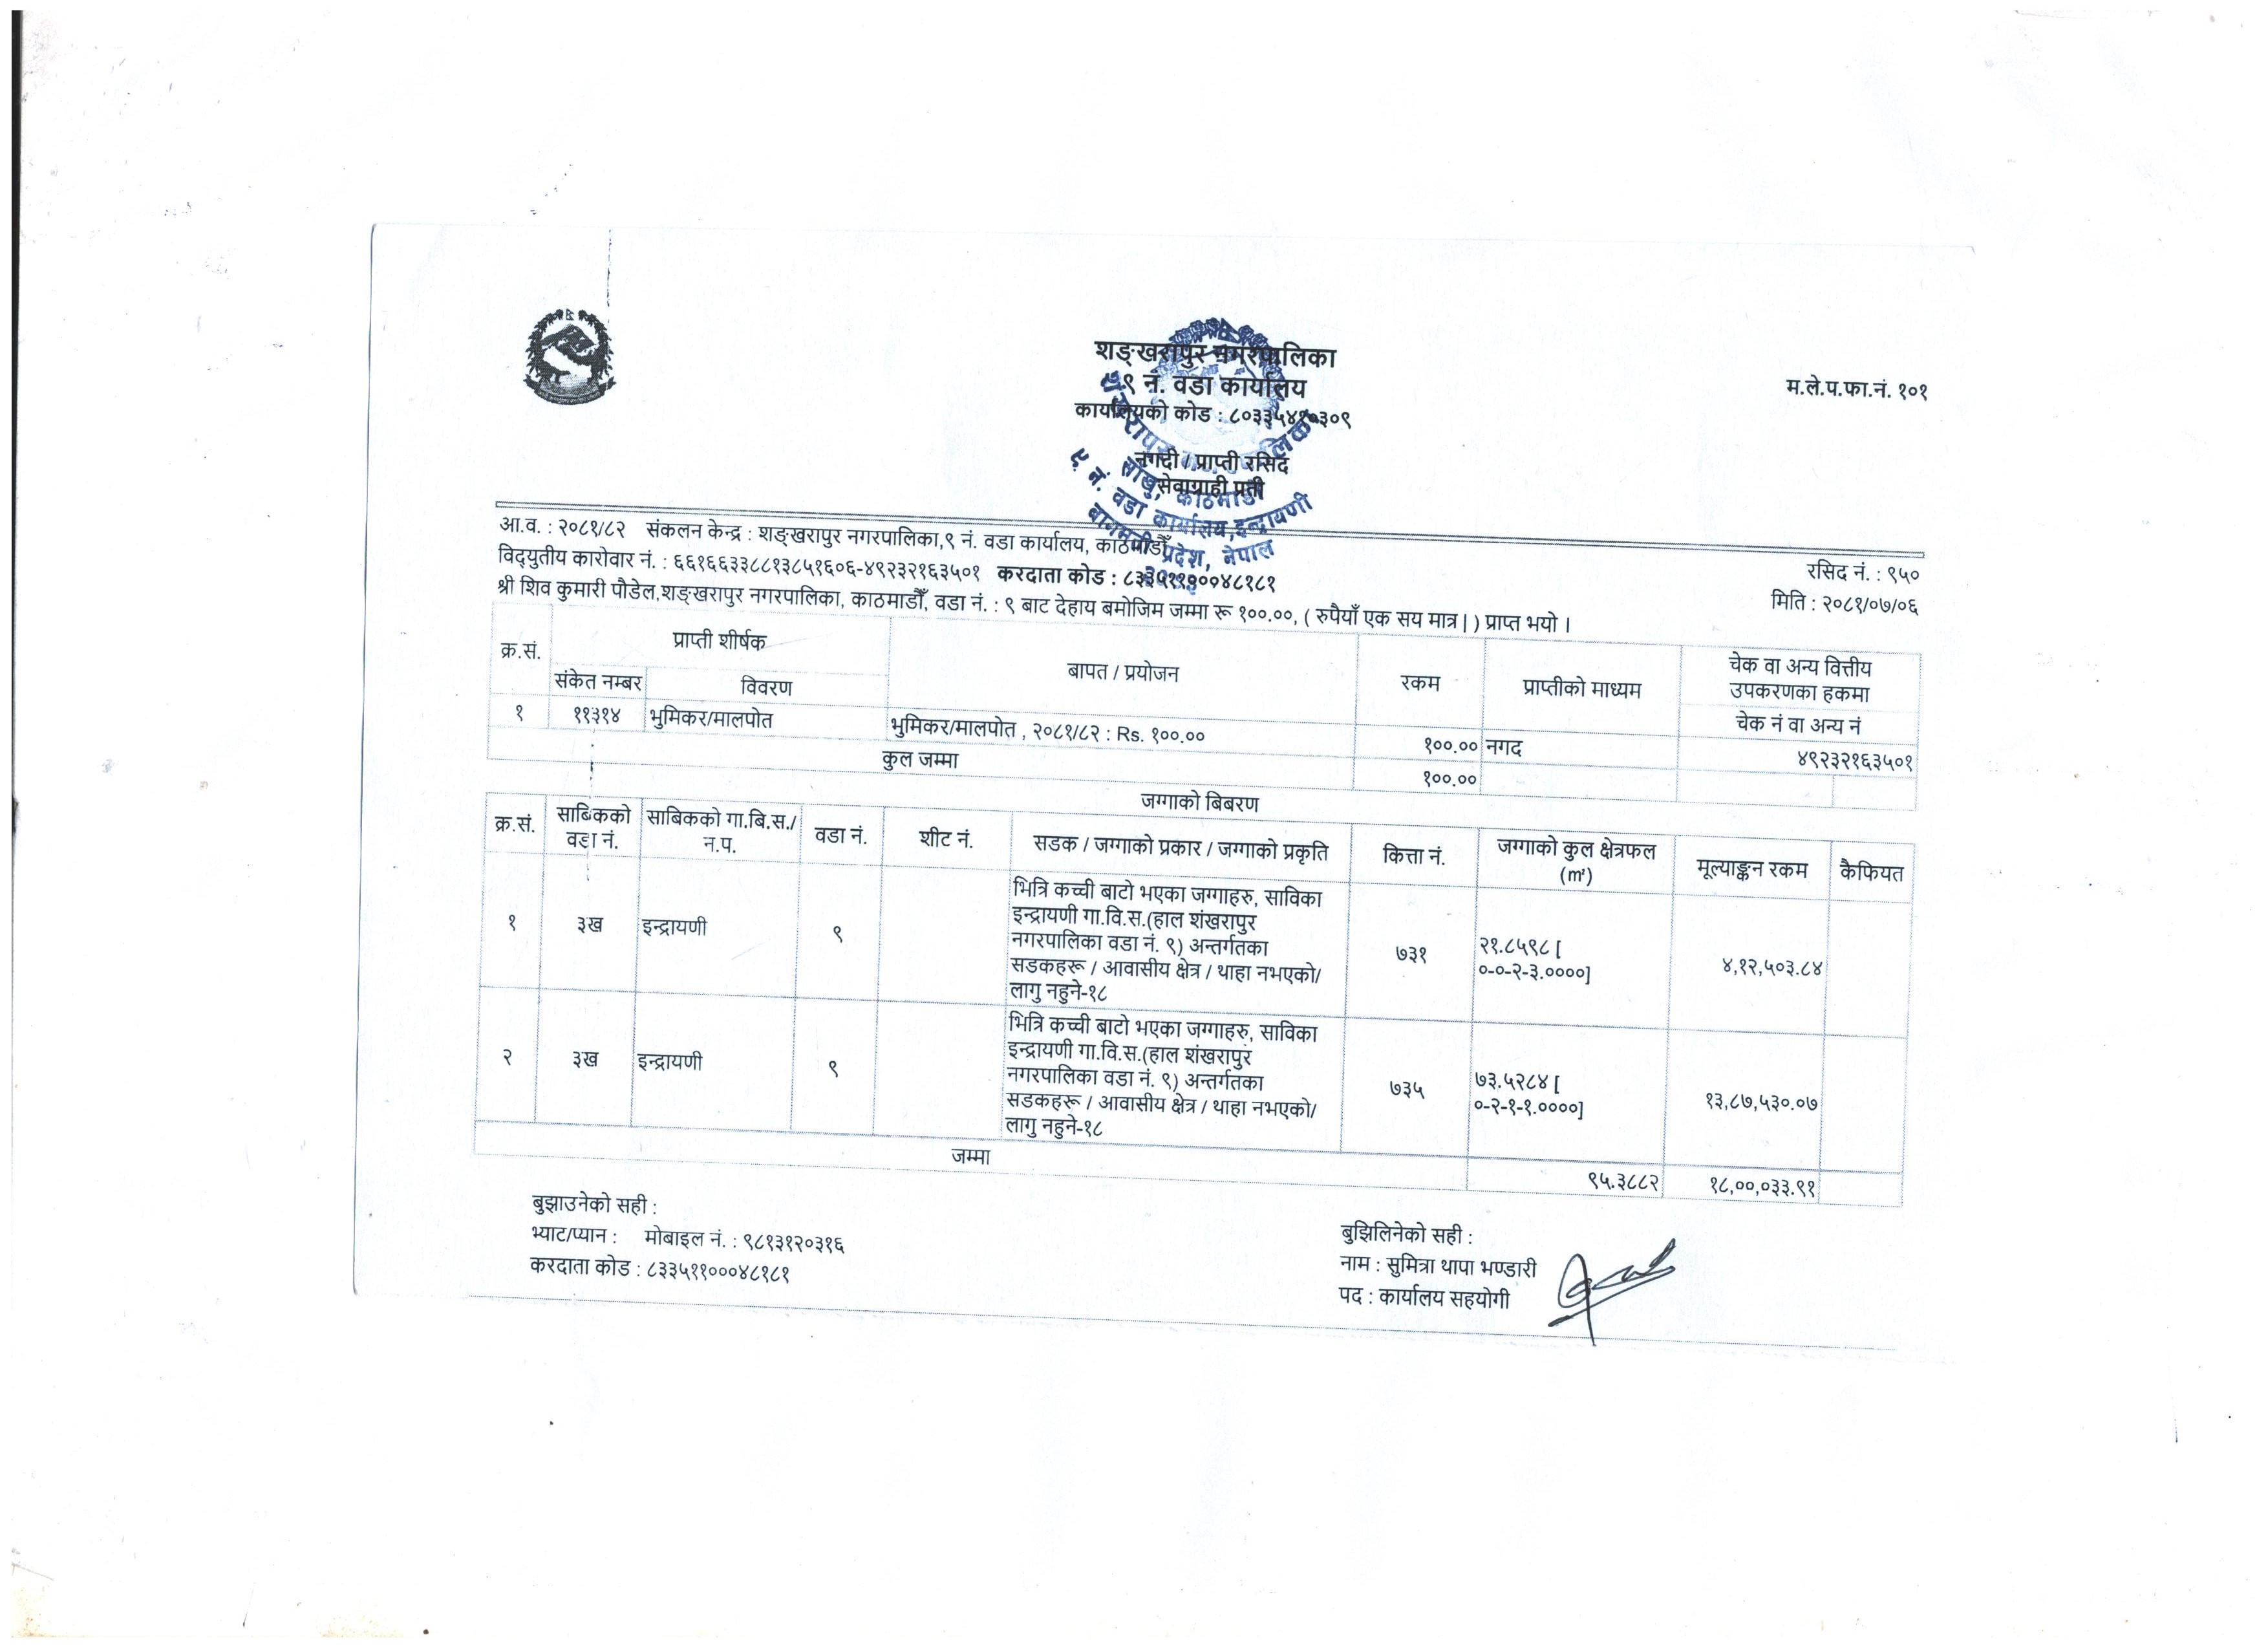 शङ्खरापुर नगरपालिका
९ नं. वडा कार्यालय
कार्यालयको कोड : ८०३३५४१०३०९
म.ले.प.फा.नं. १०१
नगदी / प्राप्ती रसिद
सेवाग्राही प्रती
साँखु, काठमाडौं
९ नं. वडा कार्यालय, इन्द्रायणी
बागमती प्रदेश, नेपाल
आ.व. : २०८१/८२ संकलन केन्द्र : शङ्खरापुर नगरपालिका,९ नं. वडा कार्यालय, काठमाडौँ
विद्युतीय कारोवार नं. : ६६१६६३३८८१३८५१६०६-४९२३२१६३५०१ करदाता कोड : ८३३५११०००४८१८१
रसिद नं. : ९५०
श्री शिव कुमारी पौडेल,शङ्खरापुर नगरपालिका, काठमाडौँ, वडा नं. : ९ बाट देहाय बमोजिम जम्मा रू १००.००, ( रुपैयाँ एक सय मात्र | ) प्राप्त भयो ।
मिति : २०८१/०७/०६
क्र.सं. प्राप्ती शीर्षक बापत / प्रयोजन रकम प्राप्तीको माध्यम चेक वा अन्य वित्तीय
उपकरणका हकमा
संकेत नम्बर विवरण चेक नं वा अन्य नं
१ ११३१४ भुमिकर/मालपोत भुमिकर/मालपोत , २०८१/८२ : Rs. १००.०० १००.०० नगद ४९२३२१६३५०१
कुल जम्मा १००.००
जग्गाको बिबरण
क्र.सं. साबिकको साबिकको गा.बि.स./ वडा नं. शीट नं. सडक / जग्गाको प्रकार / जग्गाको प्रकृति कित्ता नं. जग्गाको कुल क्षेत्रफल मूल्याङ्कन रकम कैफियत
वडा नं. न.प. (m²)
भित्रि कच्ची बाटो भएका जग्गाहरु, साविका
इन्द्रायणी गा.वि.स.(हाल शंखरापुर
१ ३ख इन्द्रायणी ९ नगरपालिका वडा नं. ९) अन्तर्गतका ७३१ २१.८५९८ [ ४,१२,५०३.८४
सडकहरू / आवासीय क्षेत्र / थाहा नभएको/ ०-०-२-३.००००]
लागु नहुने-१८
भित्रि कच्ची बाटो भएका जग्गाहरु, साविका
इन्द्रायणी गा.वि.स.(हाल शंखरापुर
२ ३ख इन्द्रायणी ९ नगरपालिका वडा नं. ९) अन्तर्गतका ७३५ ७३.५२८४ [ १३,८७,५३०.०७
सडकहरू / आवासीय क्षेत्र / थाहा नभएको/ ०-२-१-१.००००]
लागु नहुने-१८
जम्मा ९५.३८८२ १८,००,०३३.९१
बुझाउनेको सही :
भ्याट/प्यान : मोबाइल नं. : ९८१३१२०३१६
करदाता कोड : ८३३५११०००४८१८१
बुझिलिनेको सही :
नाम : सुमित्रा थापा भण्डारी
पद : कार्यालय सहयोगी